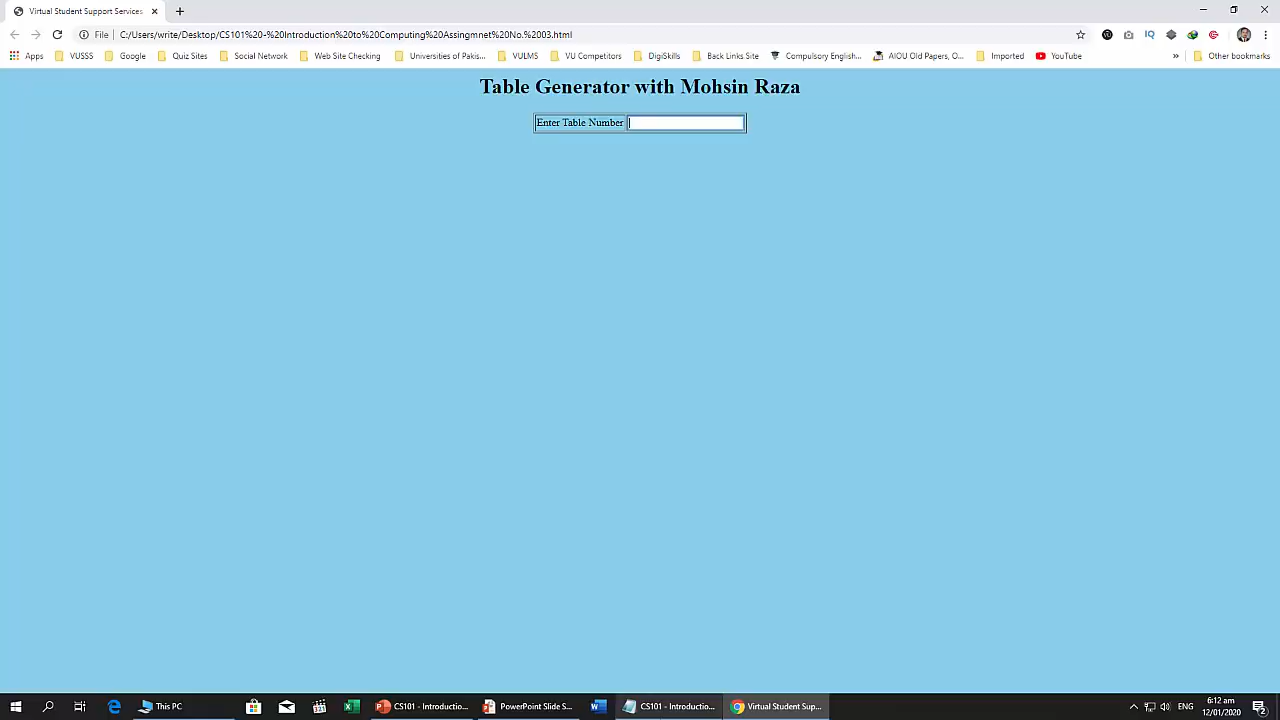 Virtual Student Support Services
File
C:/Users/write/Desktop/CS101%20-%20Introduction%20to%20Computing%20Assingmnet%20No.%2003.html
Apps VUSSS Google Quiz Sites Social Network Web Site Checking Universities of Pakis... VULMS VU Competitors DigiSkills Back Links Site Compulsory English... AIOU Old Papers, O... Imported YouTube » Other bookmarks
Table Generator with Mohsin Raza
Enter Table Number
This PC CS101 - Introductio... PowerPoint Slide S... CS101 - Introductio... Virtual Student Sup... ENG
6:12 pm
12/01/2020